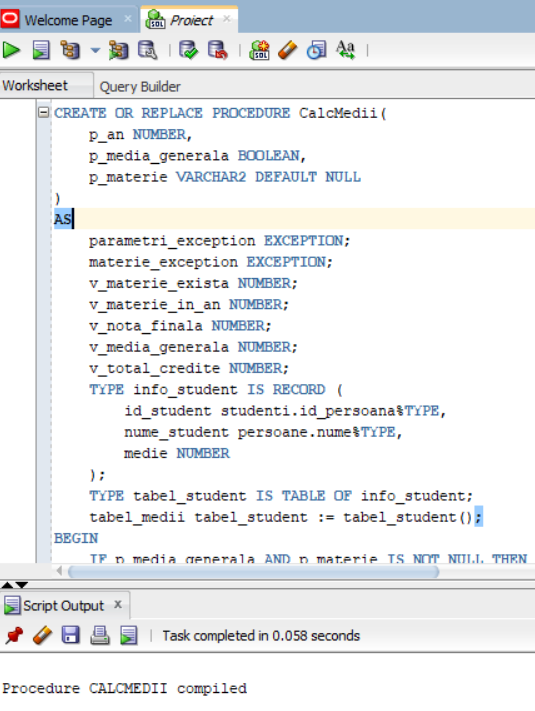 Welcome Page × Proiect ×
Worksheet Query Builder
CREATE OR REPLACE PROCEDURE CalcMedii(
p_an NUMBER,
p_media_generala BOOLEAN,
p_materie VARCHAR2 DEFAULT NULL
)
AS
parametri_exception EXCEPTION;
materie_exception EXCEPTION;
v_materie_exista NUMBER;
v_materie_in_an NUMBER;
v_nota_finala NUMBER;
v_media_generala NUMBER;
v_total_credite NUMBER;
TYPE info_student IS RECORD (
id_student studenti.id_persoana%TYPE,
nume_student persoane.nume%TYPE,
medie NUMBER
);
TYPE tabel_student IS TABLE OF info_student;
tabel_medii tabel_student := tabel_student();
BEGIN
IF p_media_generala AND p_materie IS NOT NULL THEN
Script Output ×
Task completed in 0.058 seconds
Procedure CALCMEDII compiled